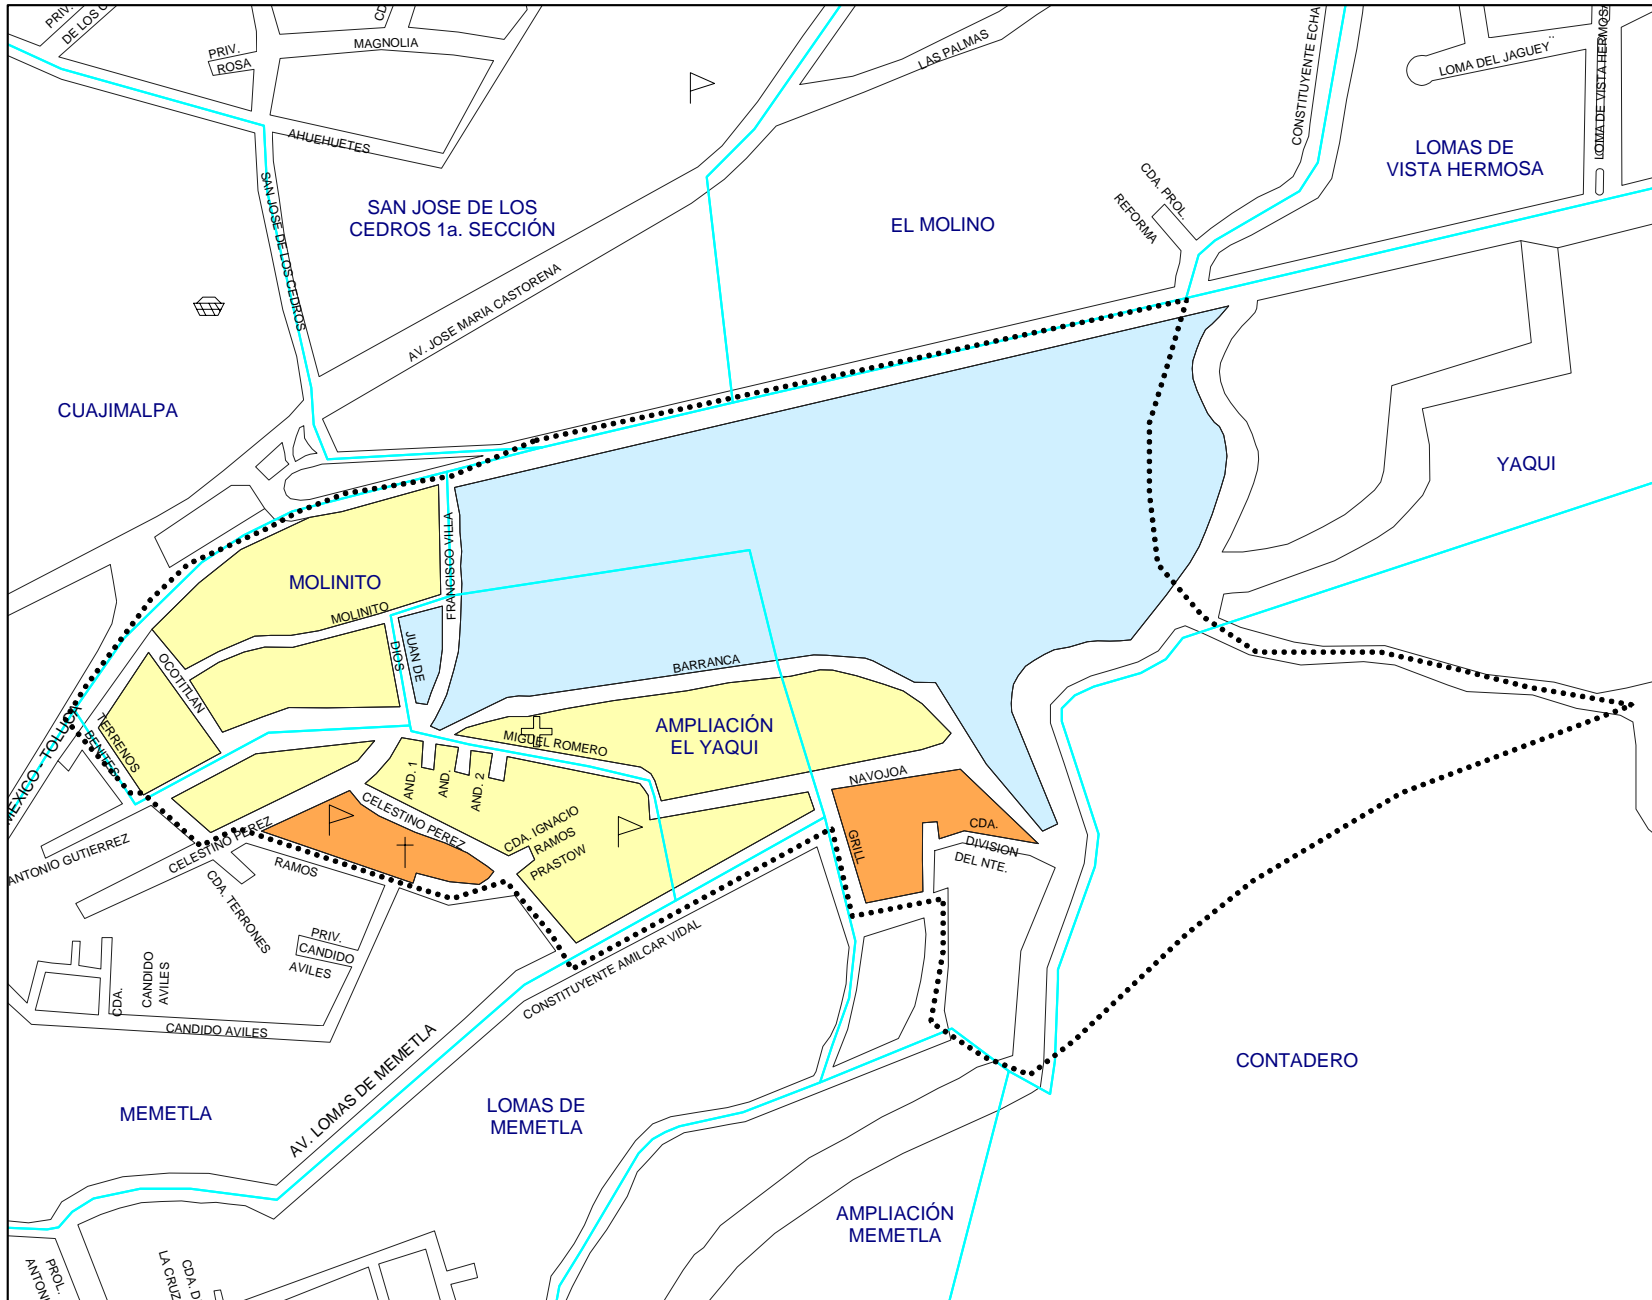 PRIV.
DE LOS
MAGNOLIA
PRIV.
ROSA
LAS PALMAS
CONSTITUYENTE ECHA
LOMA DEL JAGUEY
LOMA DE VISTA HERMOSA
AHUEHUETES
LOMAS DE
VISTA HERMOSA
SAN JOSE DE LOS CEDROS
SAN JOSE DE LOS
CEDROS 1a. SECCIÓN
EL MOLINO
CDA. PROL.
REFORMA
AV. JOSE MARIA CASTORENA
CUAJIMALPA
YAQUI
FRANCISCO VILLA
MOLINITO
MOLINITO
JUAN DE
DIOS
OCOTITLAN
BARRANCA
TERRENOS
BENITES
MEXICO - TOLUCA
AMPLIACIÓN
EL YAQUI
MIGUEL ROMERO
NAVOJOA
AND. 1
AND.
AND. 2
CELESTINO PEREZ
CDA. IGNACIO
RAMOS
PRASTOW
GRILL
CDA.
DIVISION
DEL NTE.
ANTONIO GUTIERREZ
CELESTINO PEREZ
RAMOS
CDA. TERRONES
PRIV.
CANDIDO
AVILES
CDA.
CANDIDO
AVILES
CANDIDO AVILES
CONSTITUYENTE AMILCAR VIDAL
AV. LOMAS DE MEMETLA
CONTADERO
MEMETLA
LOMAS DE
MEMETLA
AMPLIACIÓN
MEMETLA
PROL.
ANTON
CDA. D
LA CRUZ